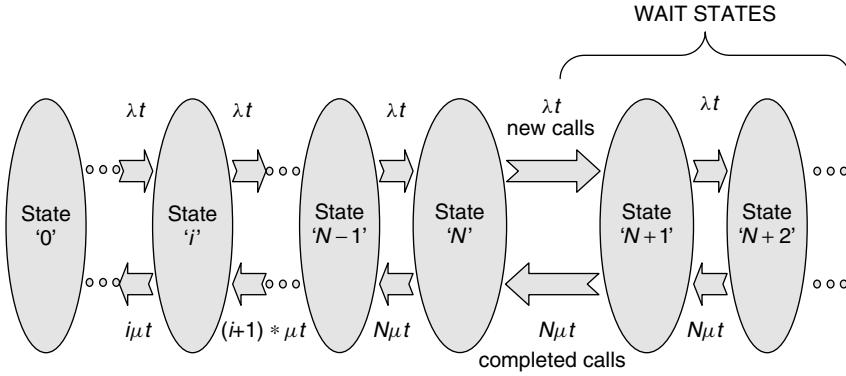 WAIT STATES
λt λt λt λt λt
new calls
State '0'
State 'i'
State 'N – 1'
State 'N'
State 'N + 1'
State 'N + 2'
iμt (i+1) * μt Nμt Nμt Nμt
completed calls